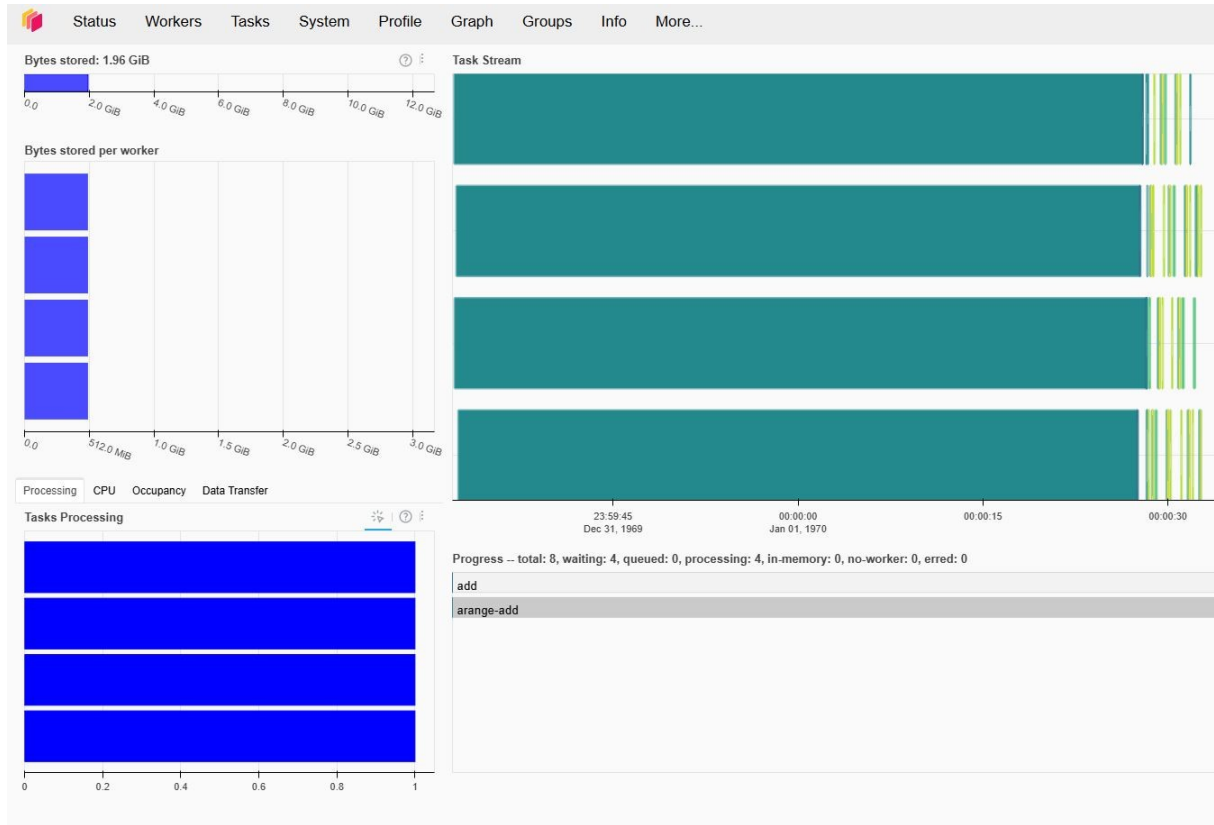 Status Workers Tasks System Profile Graph Groups Info More...
Bytes stored: 1.96 GiB
0.0 2.0 GiB 4.0 GiB 6.0 GiB 8.0 GiB 10.0 GiB 12.0 GiB
Bytes stored per worker
0.0 512.0 MiB 1.0 GiB 1.5 GiB 2.0 GiB 2.5 GiB 3.0 GiB
Processing CPU Occupancy Data Transfer
Tasks Processing
0 0.2 0.4 0.6 0.8 1
Task Stream
23:59:45 00:00:00 00:00:15 00:00:30
Dec 31, 1969 Jan 01, 1970
Progress -- total: 8, waiting: 4, queued: 0, processing: 4, in-memory: 0, no-worker: 0, erred: 0
add
arange-add